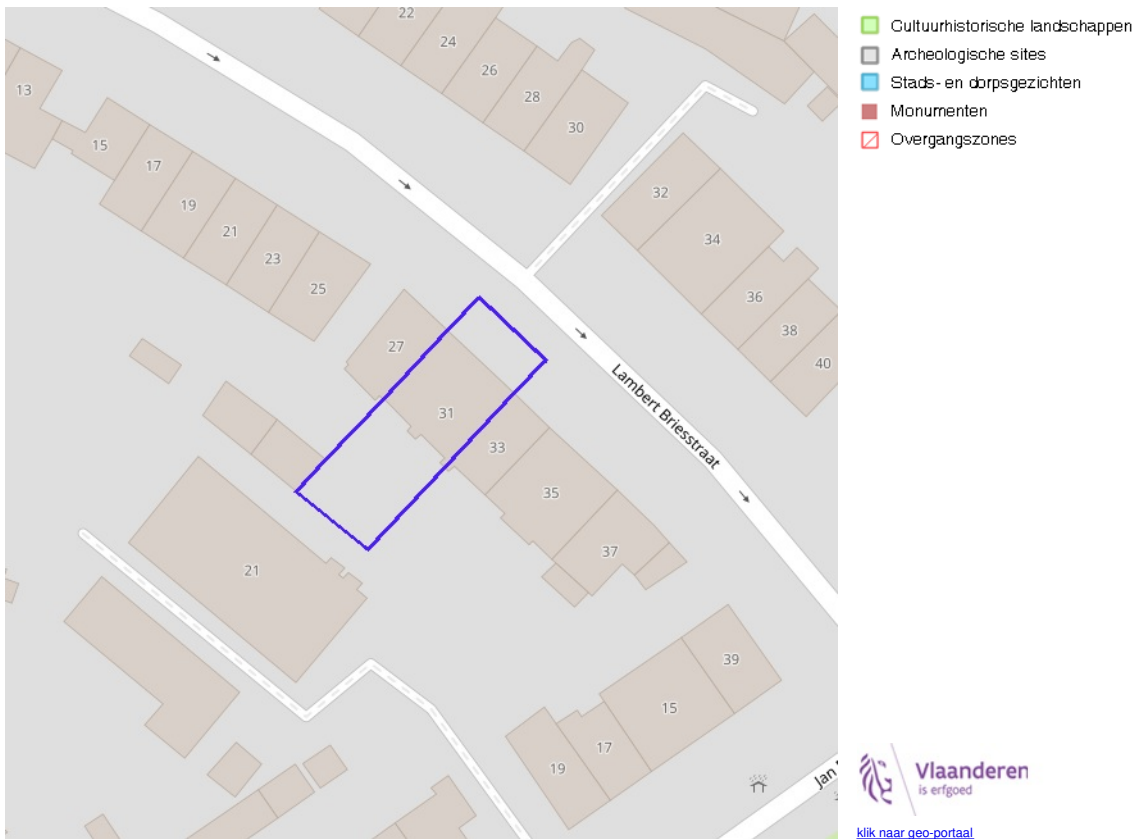 22
24
26
28
30
13
15
17
19
21
23
25
32
34
36
38
40
27
31
33
35
37
Lambert Briesstraat
21
39
15
17
19
Jan
Cultuurhistorische landschappen
Archeologische sites
Stads- en dorpsgezichten
Monumenten
Overgangszones
Vlaanderen
is erfgoed
klik naar geo-portaal